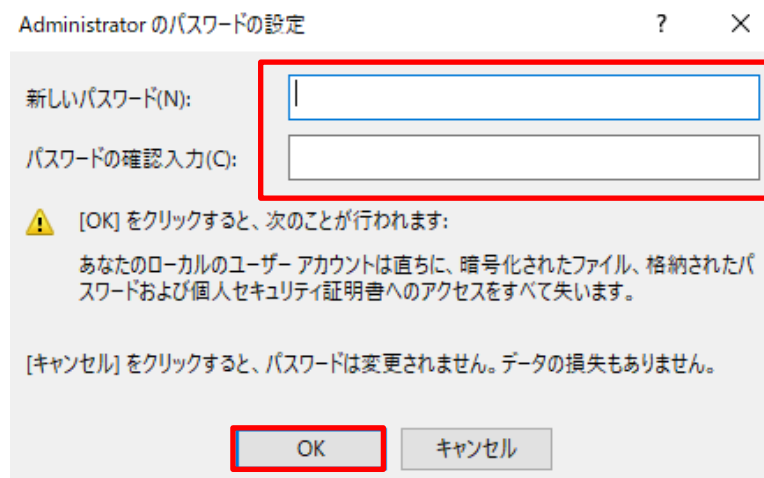 Administrator のパスワードの設定
?
新しいパスワード(N):
パスワードの確認入力(C):
[OK] をクリックすると、次のことが行われます:
あなたのローカルのユーザー アカウントは直ちに、暗号化されたファイル、格納されたパ
スワードおよび個人セキュリティ証明書へのアクセスをすべて失います。
[キャンセル] をクリックすると、パスワードは変更されません。データの損失もありません。
OK
キャンセル